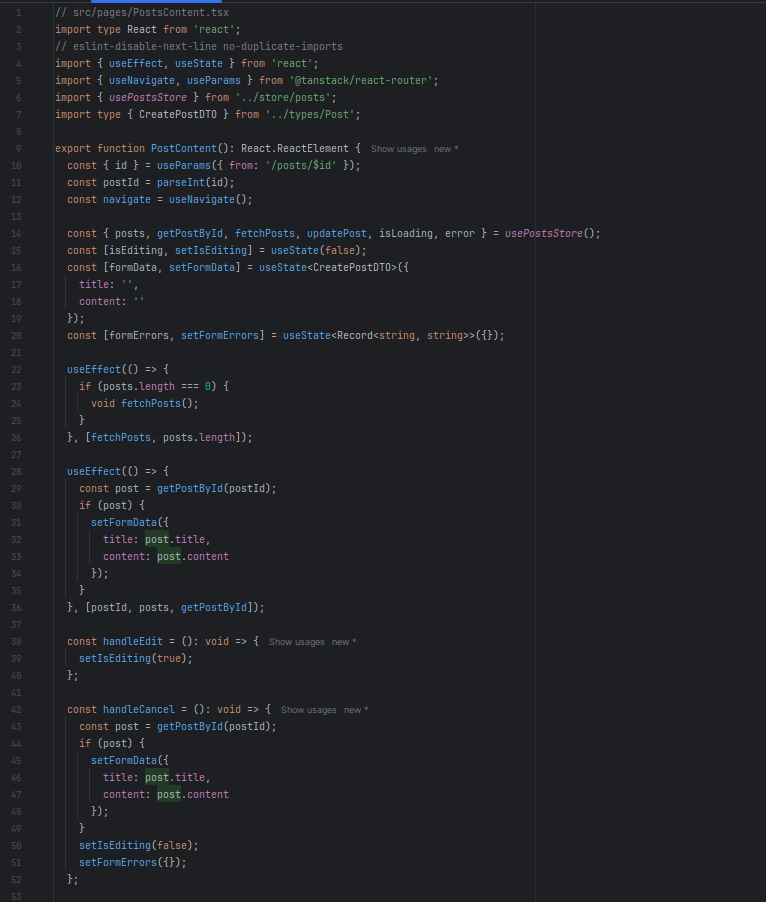 1 // src/pages/PostsContent.tsx
2 import type React from 'react';
3 // eslint-disable-next-line no-duplicate-imports
4 import { useEffect, useState } from 'react';
5 import { useNavigate, useParams } from '@tanstack/react-router';
6 import { usePostsStore } from '../store/posts';
7 import type { CreatePostDTO } from '../types/Post';
8
9 export function PostContent(): React.ReactElement { Show usages new *
10 const { id } = useParams({ from: '/posts/$id' });
11 const postId = parseInt(id);
12 const navigate = useNavigate();
13
14 const { posts, getPostById, fetchPosts, updatePost, isLoading, error } = usePostsStore();
15 const [isEditing, setIsEditing] = useState(false);
16 const [formData, setFormData] = useState<CreatePostDTO>({
17 title: '',
18 content: ''
19 });
20 const [formErrors, setFormErrors] = useState<Record<string, string>>({});
21
22 useEffect(() => {
23 if (posts.length === 0) {
24 void fetchPosts();
25 }
26 }, [fetchPosts, posts.length]);
27
28 useEffect(() => {
29 const post = getPostById(postId);
30 if (post) {
31 setFormData({
32 title: post.title,
33 content: post.content
34 });
35 }
36 }, [postId, posts, getPostById]);
37
38 const handleEdit = (): void => { Show usages new *
39 setIsEditing(true);
40 };
41
42 const handleCancel = (): void => { Show usages new *
43 const post = getPostById(postId);
44 if (post) {
45 setFormData({
46 title: post.title,
47 content: post.content
48 });
49 }
50 setIsEditing(false);
51 setFormErrors({});
52 };
53